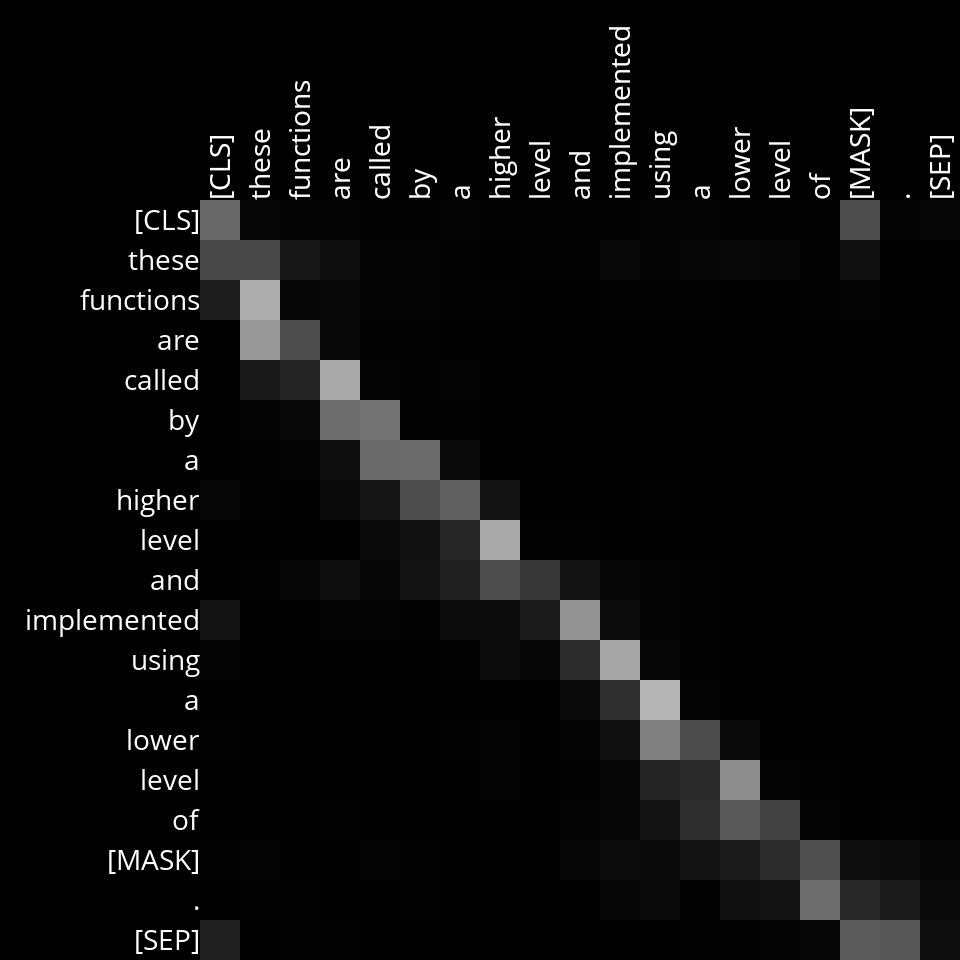 [CLS]
these
functions
are
called
by
a
higher
level
and
implemented
using
a
lower
level
of
[MASK]
.
[SEP]
[CLS]
these
functions
are
called
by
a
higher
level
and
implemented
using
a
lower
level
of
[MASK]
.
[SEP]